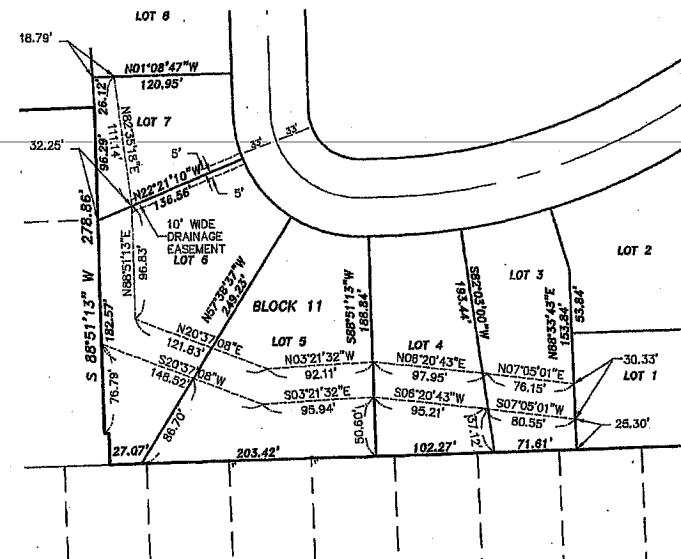 LOT 8
18.79'
N01°08'47"W
120.95'
26.12'
N82°35'18"E
111.14'
LOT 7
96.29'
32.25'
33'
33'
5'
5'
N22°21'10"W
136.56'
10' WIDE
DRAINAGE
EASEMENT
LOT 6
278.86'
S 88°51'13" W
N88°51'13"E
96.83'
182.57'
N57°38'37"W
249.23'
BLOCK 11
S88°51'13"W
188.84'
S82°03'00"W
193.44'
LOT 3
N88°33'43"E
153.84'
53.84'
LOT 2
N20°37'08"E
121.83'
S20°37'08"W
146.52'
LOT 5
N03°21'32"W
92.11'
S03°21'32"E
95.94'
LOT 4
N06°20'43"E
97.95'
S06°20'43"W
95.21'
N07°05'01"E
76.15'
S07°05'01"W
80.55'
30.33'
LOT 1
25.30'
76.79'
86.70'
50.60'
57.12'
27.07'
203.42'
102.27'
71.61'